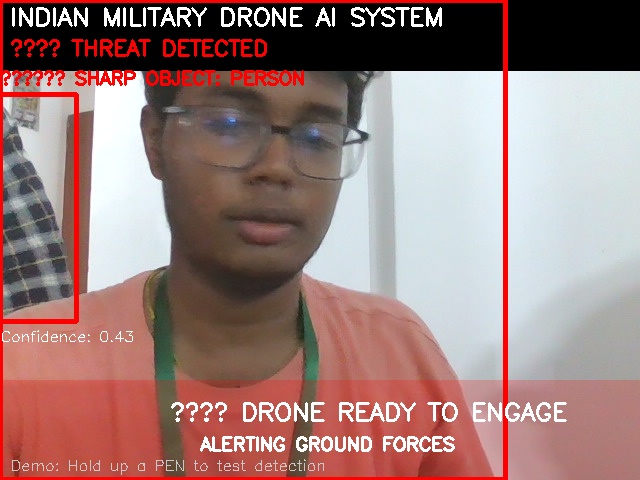 INDIAN MILITARY DRONE AI SYSTEM
???? THREAT DETECTED
?????? SHARP OBJECT: PERSON
Confidence: 0.43
???? DRONE READY TO ENGAGE
ALERTING GROUND FORCES
Demo: Hold up a PEN to test detection